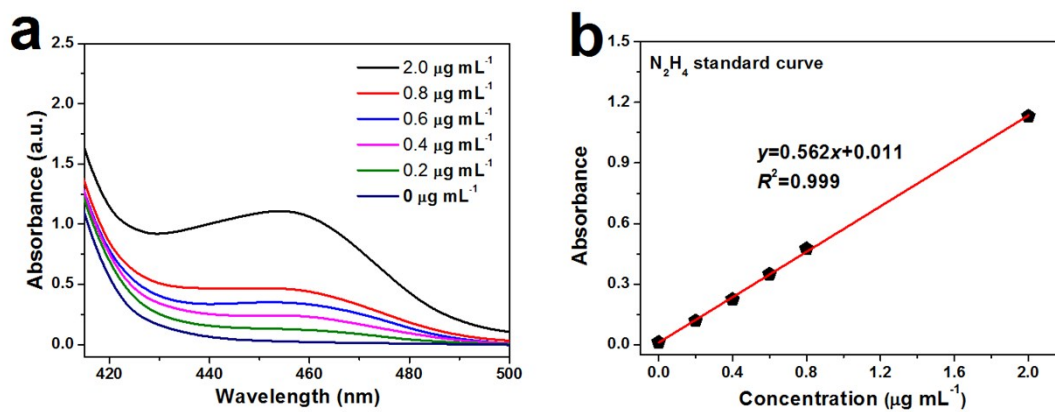 a
2.5
2.0
1.5
1.0
0.5
0.0
Absorbance (a.u.)
2.0 μg mL⁻¹
0.8 μg mL⁻¹
0.6 μg mL⁻¹
0.4 μg mL⁻¹
0.2 μg mL⁻¹
0 μg mL⁻¹
420 440 460 480 500
Wavelength (nm)
b
1.5
1.2
0.9
0.6
0.3
0.0
Absorbance
N₂H₄ standard curve
y=0.562x+0.011
R²=0.999
0.0 0.4 0.8 1.2 1.6 2.0
Concentration (μg mL⁻¹)